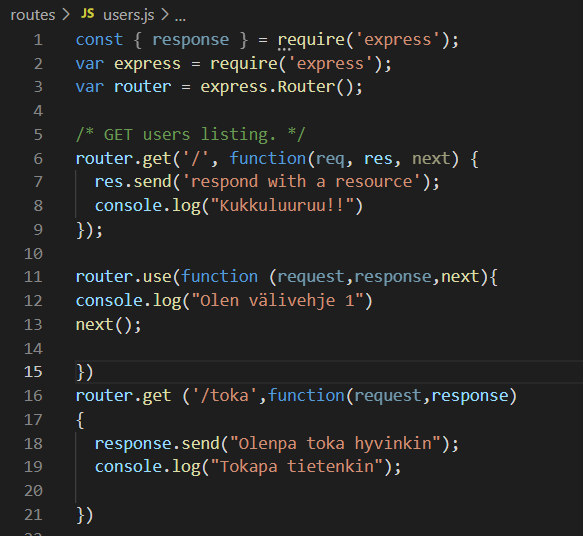 routes > JS users.js > ...
1 const { response } = require('express');
2 var express = require('express');
3 var router = express.Router();
4
5 /* GET users listing. */
6 router.get('/', function(req, res, next) {
7   res.send('respond with a resource');
8   console.log("Kukkuluuruu!!")
9 });
10
11 router.use(function (request,response,next){
12 console.log("Olen välivehje 1")
13 next();
14
15 })
16 router.get ('/toka',function(request,response)
17 {
18   response.send("Olenpa toka hyvinkin");
19   console.log("Tokapa tietenkin");
20
21 })